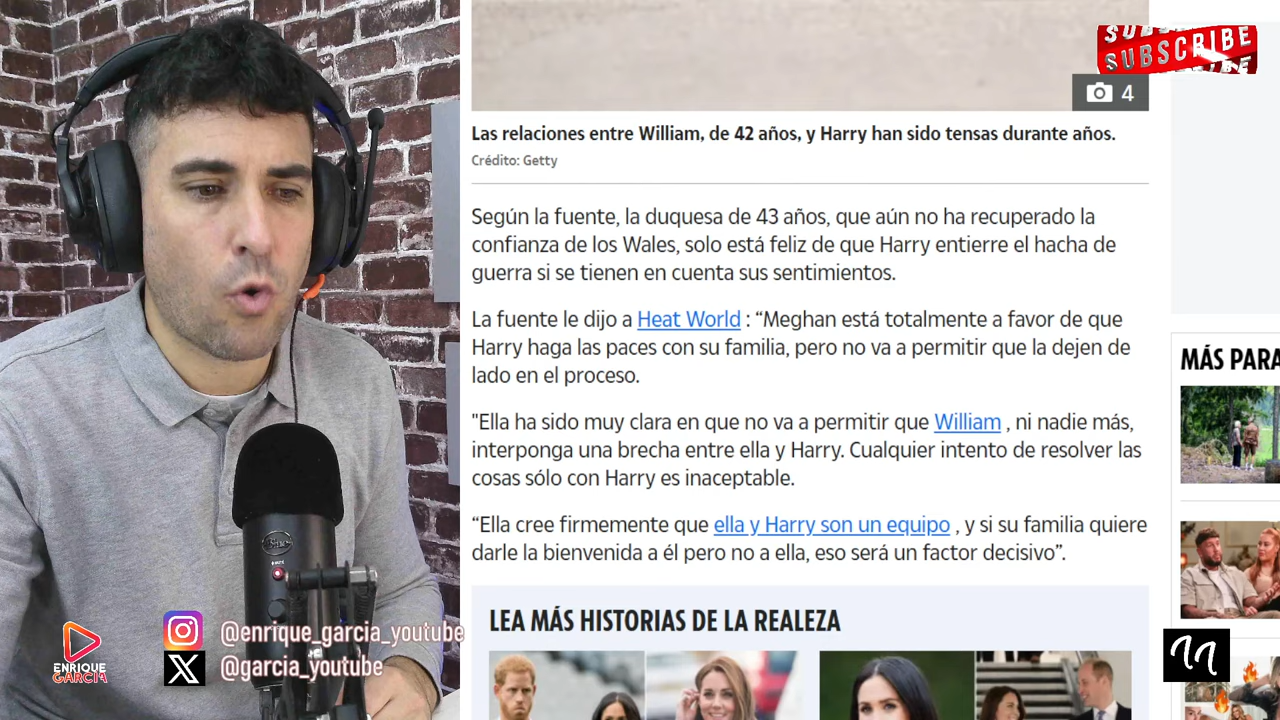 SUBSCRIBE
4
Las relaciones entre William, de 42 años, y Harry han sido tensas durante años.
Crédito: Getty
Según la fuente, la duquesa de 43 años, que aún no ha recuperado la
confianza de los Wales, solo está feliz de que Harry entierre el hacha de
guerra si se tienen en cuenta sus sentimientos.
La fuente le dijo a Heat World : “Meghan está totalmente a favor de que
Harry haga las paces con su familia, pero no va a permitir que la dejen de
lado en el proceso.
"Ella ha sido muy clara en que no va a permitir que William , ni nadie más,
interponga una brecha entre ella y Harry. Cualquier intento de resolver las
cosas sólo con Harry es inaceptable.
“Ella cree firmemente que ella y Harry son un equipo , y si su familia quiere
darle la bienvenida a él pero no a ella, eso será un factor decisivo”.
LEA MÁS HISTORIAS DE LA REALEZA
MÁS PARA
Blue
ENRIQUE
GARCIA
@enrique_garcia_youtube
@garcia_youtube